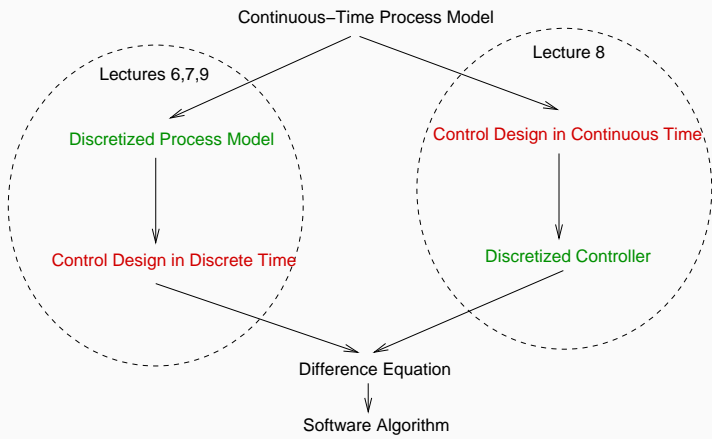 Continuous−Time Process Model
Lectures 6,7,9
Lecture 8
Discretized Process Model
Control Design in Continuous Time
Control Design in Discrete Time
Discretized Controller
Difference Equation
Software Algorithm